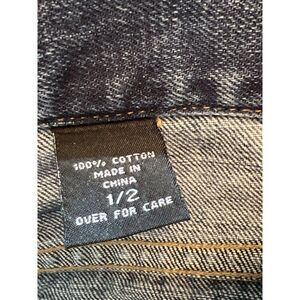 100% COTTON
MADE IN
CHINA
1/2
OVER FOR CARE